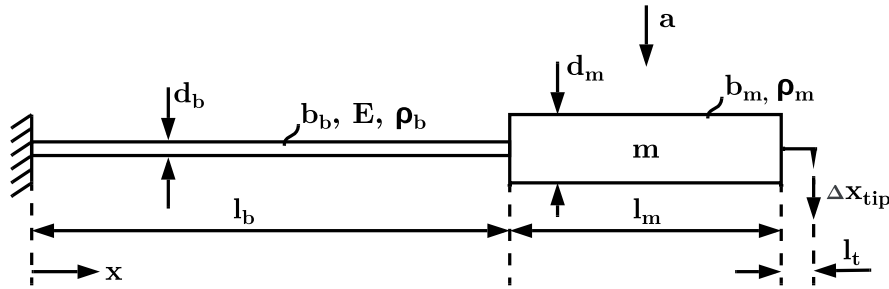 a
d_b
b_b, E, ρ_b
d_m
b_m, ρ_m
m
Δx_tip
l_b
l_m
l_t
x